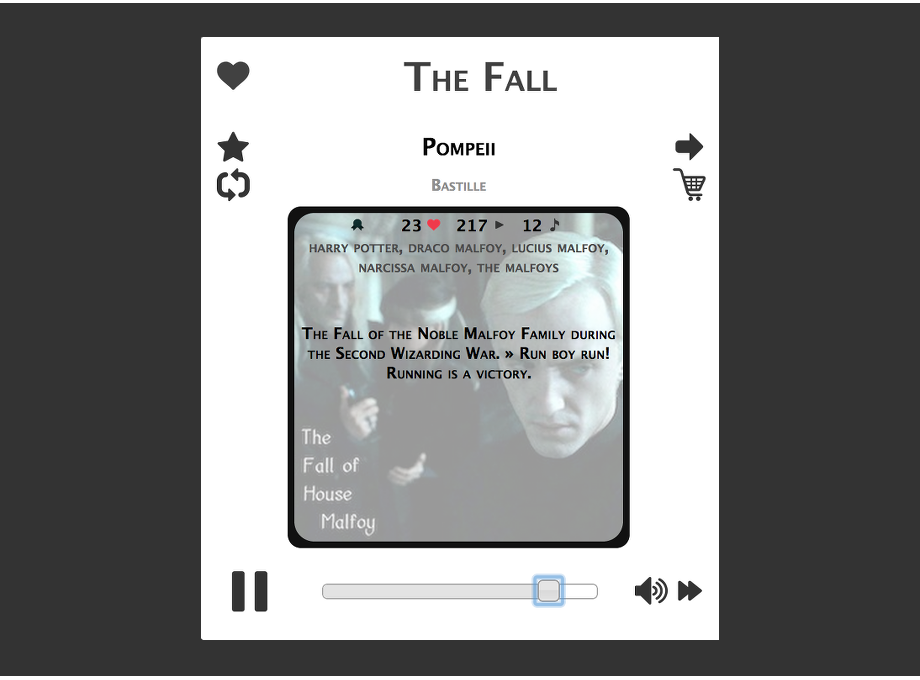 The Fall
Pompeii
Bastille
23 217 12
harry potter, draco malfoy, lucius malfoy,
narcissa malfoy, the malfoys
The Fall of the Noble Malfoy Family during
the Second Wizarding War. » Run boy run!
Running is a victory.
The
Fall of
House
Malfoy